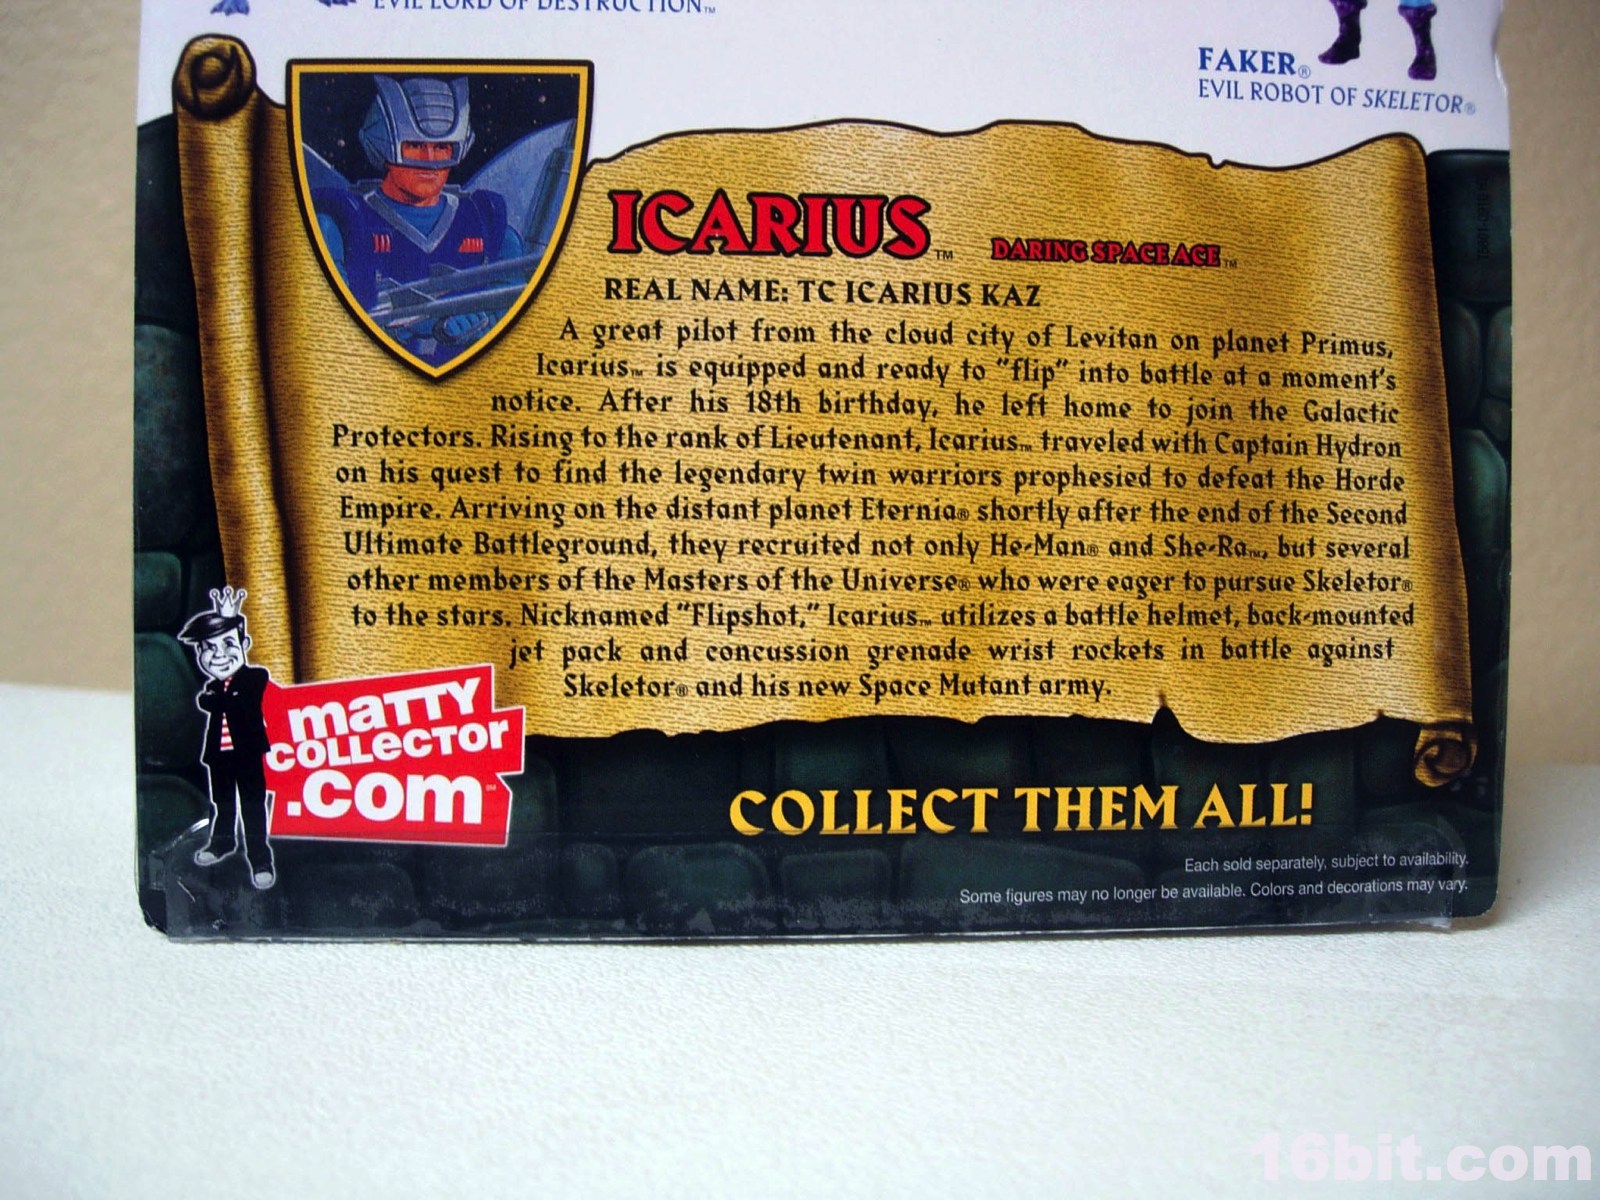 EVIL LORD OF DESTRUCTION™
FAKER®
EVIL ROBOT OF SKELETOR®
ICARIUS™ DARING SPACE ACE™
REAL NAME: TC ICARIUS KAZ
A great pilot from the cloud city of Levitan on planet Primus,
Icarius™ is equipped and ready to "flip" into battle at a moment's
notice. After his 18th birthday, he left home to join the Galactic
Protectors. Rising to the rank of Lieutenant, Icarius™ traveled with Captain Hydron
on his quest to find the legendary twin warriors prophesied to defeat the Horde
Empire. Arriving on the distant planet Eternia® shortly after the end of the Second
Ultimate Battleground, they recruited not only He-Man® and She-Ra™, but several
other members of the Masters of the Universe® who were eager to pursue Skeletor®
to the stars. Nicknamed "Flipshot," Icarius™ utilizes a battle helmet, back-mounted
jet pack and concussion grenade wrist rockets in battle against
Skeletor® and his new Space Mutant army.
maTTY
COLLecTor
.com℠
COLLECT THEM ALL!
Each sold separately, subject to availability.
Some figures may no longer be available. Colors and decorations may vary.
16bit.com